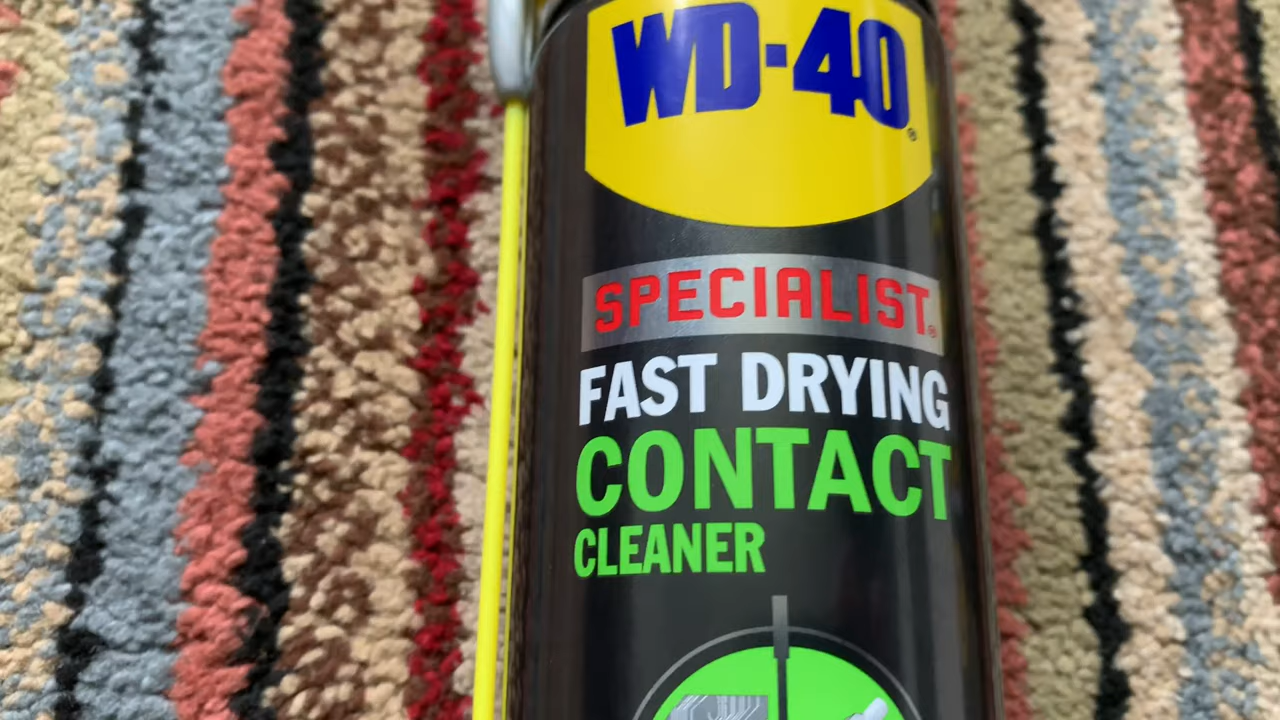 WD-40®
SPECIALIST®
FAST DRYING
CONTACT
CLEANER